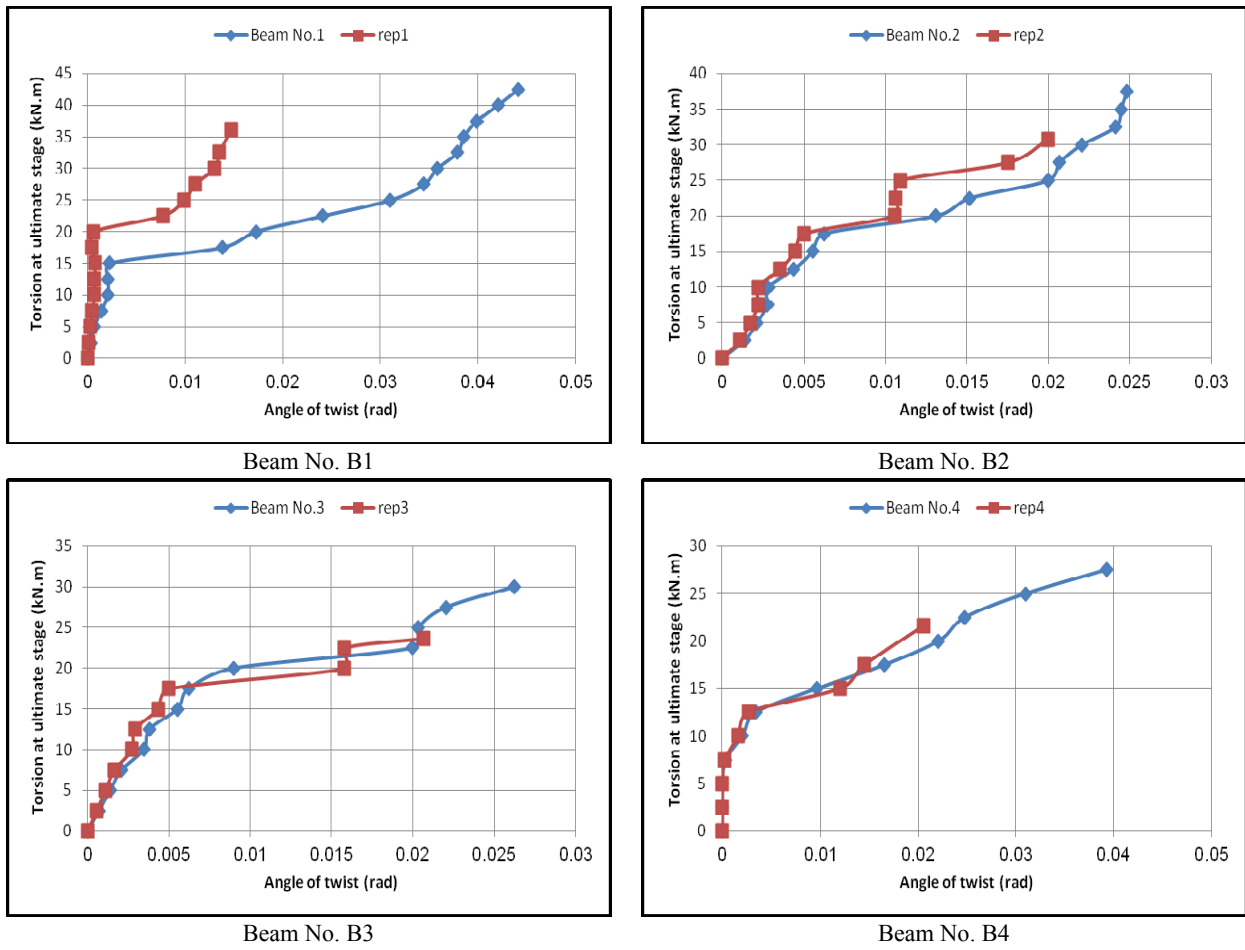 Beam No.1 rep1
Torsion at ultimate stage (kN.m)
45
40
35
30
25
20
15
10
5
0
0 0.01 0.02 0.03 0.04 0.05
Angle of twist (rad)
Beam No. B1
Beam No.2 rep2
Torsion at ultimate stage (kN.m)
40
35
30
25
20
15
10
5
0
0 0.005 0.01 0.015 0.02 0.025 0.03
Angle of twist (rad)
Beam No. B2
Beam No.3 rep3
Torsion at ultimate stage (kN.m)
35
30
25
20
15
10
5
0
0 0.005 0.01 0.015 0.02 0.025 0.03
Angle of twist (rad)
Beam No. B3
Beam No.4 rep4
Torsion at ultimate stage (kN.m)
30
25
20
15
10
5
0
0 0.01 0.02 0.03 0.04 0.05
Angle of twist (rad)
Beam No. B4